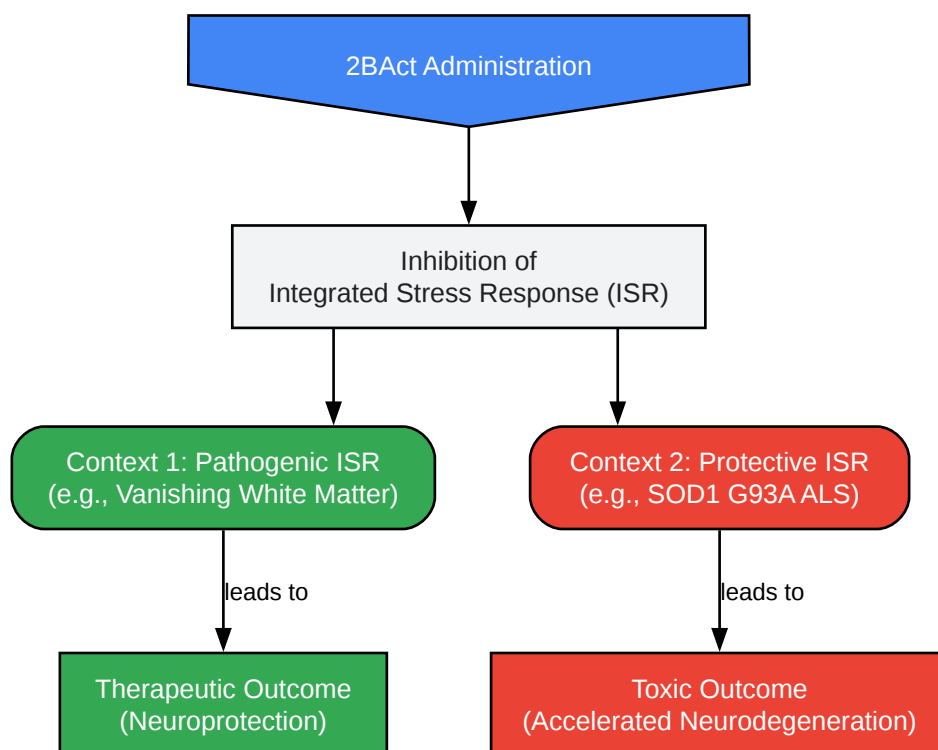 2BAct Administration
Inhibition of
Integrated Stress Response (ISR)
Context 1: Pathogenic ISR
(e.g., Vanishing White Matter)
Context 2: Protective ISR
(e.g., SOD1 G93A ALS)
leads to
leads to
Therapeutic Outcome
(Neuroprotection)
Toxic Outcome
(Accelerated Neurodegeneration)